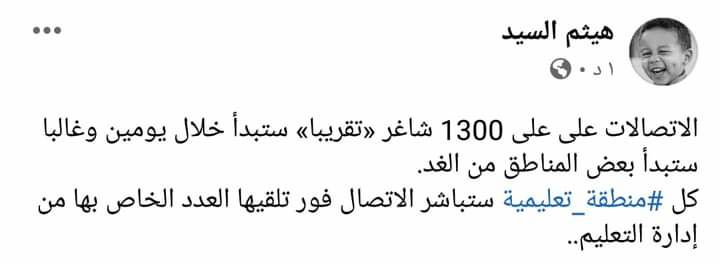 هيثم السيد
١ د •
الاتصالات على على 1300 شاغر «تقريبا» ستبدأ خلال يومين وغالبا
ستبدأ بعض المناطق من الغد.
كل #منطقة_تعليمية ستباشر الاتصال فور تلقيها العدد الخاص بها من
إدارة التعليم..